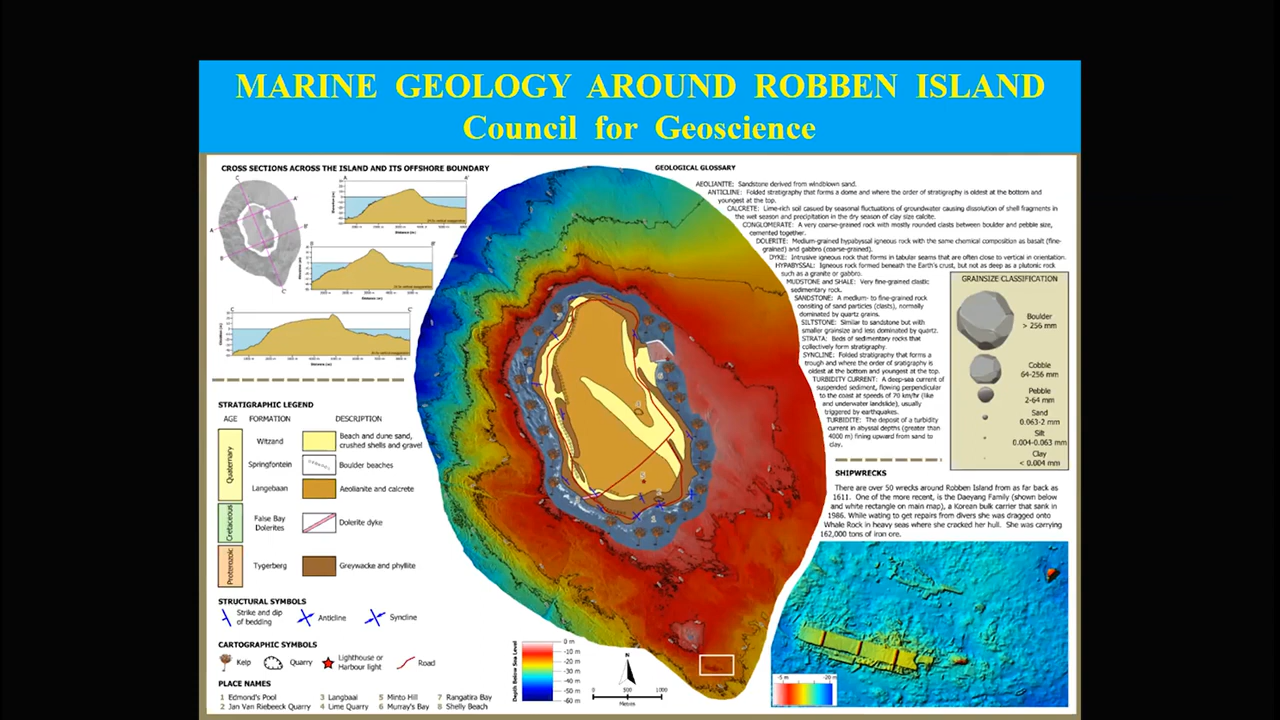 MARINE GEOLOGY AROUND ROBBEN ISLAND
Council for Geoscience
CROSS SECTIONS ACROSS THE ISLAND AND ITS OFFSHORE BOUNDARY
C
A
A'
B
B'
C'
A
A'
B
B'
C
C'
STRATIGRAPHIC LEGEND
AGE FORMATION DESCRIPTION
Quaternary
Witzand
Beach and dune sand,
crushed shells and gravel
Springfontein
Boulder beaches
Langebaan
Aeolianite and calcrete
Cretaceous
False Bay
Dolerites
Dolerite dyke
Proterozoic
Tygerberg
Greywacke and phyllite
STRUCTURAL SYMBOLS
Strike and dip
of bedding
Anticline
Syncline
CARTOGRAPHIC SYMBOLS
Kelp
Quarry
Lighthouse or
Harbour light
Road
PLACE NAMES
1 Edmond's Pool
2 Jan Van Riebeeck Quarry
3 Langbaai
4 Lime Quarry
5 Minto Hill
6 Murray's Bay
7 Rangatira Bay
8 Shelly Beach
Depth Below Sea Level
0 m
-10 m
-20 m
-30 m
-40 m
-50 m
-60 m
N
0 500 1000
Metres
GEOLOGICAL GLOSSARY
AEOLIANITE: Sandstone derived from windblown sand.
ANTICLINE: Folded stratigraphy that forms a dome and where the order of stratigraphy is oldest at the bottom and
youngest at the top.
CALCRETE: Lime-rich soil casued by seasonal fluctuations of groundwater causing dissolution of shell fragments in
the wet season and precipitation in the dry season of clay size calcite.
CONGLOMERATE: A very coarse-grained rock with mostly rounded clasts between boulder and pebble size,
cemented together.
DOLERITE: Medium-grained hypabyssal igneous rock with the same chemical composition as basalt (fine-
grained) and gabbro (coarse-grained).
DYKE: Intrusive igneous rock that forms in tabular seams that are often close to vertical in orientation.
HYPABYSSAL: Igneous rock formed beneath the Earth's crust, but not as deep as a plutonic rock
such as a granite or gabbro.
MUDSTONE and SHALE: Very fine-grained clastic
sedimentary rock.
SANDSTONE: A medium- to fine-grained rock
consiting of sand particles (clasts), normally
dominated by quartz grains.
SILTSTONE: Similar to sandstone but with
smaller grainsize and less dominated by quartz.
STRATA: Beds of sedimentary rocks that
collectively form stratigraphy.
SYNCLINE: Folded stratigraphy that forms a
trough and where the order of stratigraphy is
oldest at the bottom and youngest at the top.
TURBIDITY CURRENT: A deep-sea current of
suspended sediment, flowing perpendicular
to the coast at speeds of 70 km/hr (like
and underwater landslide), usually
triggered by earthquakes.
TURBIDITE: The deposit of a turbidity
current in abyssal depths (greater than
4000 m) fining upward from sand to
clay.
GRAINSIZE CLASSIFICATION
Boulder
> 256 mm
Cobble
64-256 mm
Pebble
2-64 mm
Sand
0.063-2 mm
Silt
0.004-0.063 mm
Clay
< 0.004 mm
SHIPWRECKS
There are over 50 wrecks around Robben Island from as far back as
1611. One of the more recent, is the Daeyang Family (shown below
and white rectangle on main map), a Korean bulk carrier that sank in
1986. While wating to get repairs from divers she was dragged onto
Whale Rock in heavy seas where she cracked her hull. She was carrying
162,000 tons of iron ore.
-5 m
-20 m